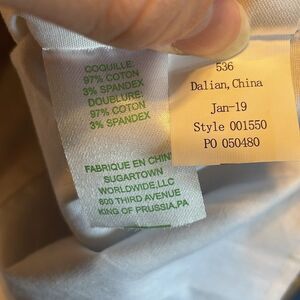 COQUILLE:
97% COTON
3% SPANDEX
DOUBLURE:
97% COTON
3% SPANDEX
FABRIQUE EN CHIN
SUGARTOWN
WORLDWIDE,LLC
800 THIRD AVENUE
KING OF PRUSSIA,PA
536
Dalian, China
Jan-19
Style 001550
PO 050480